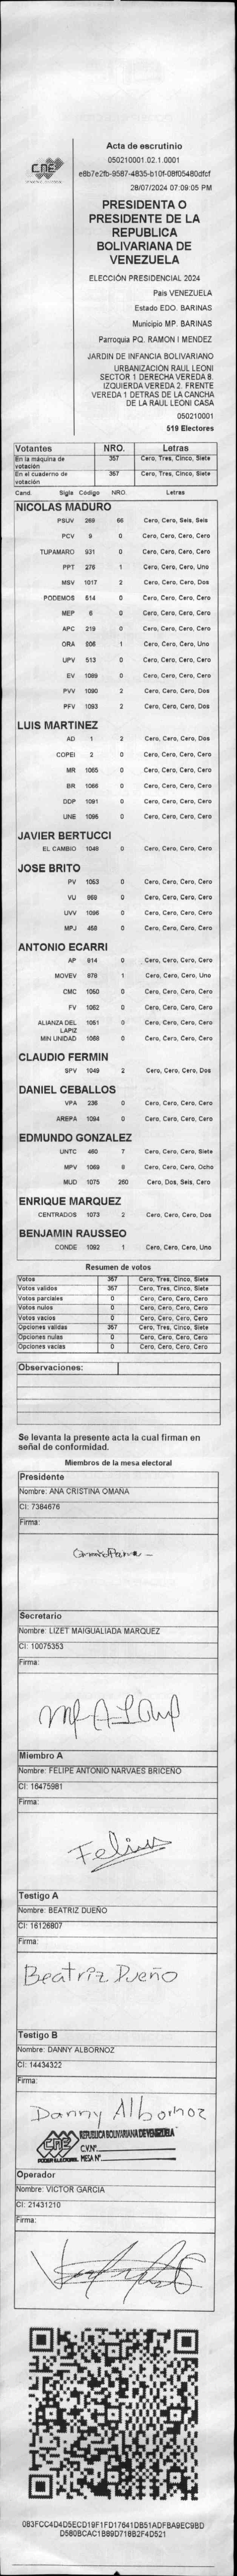 CNE
Acta de escrutinio
050210001.02.1.0001
e8b7e2fb-9587-4835-b10f-08f05480dfcf
28/07/2024 07:09:05 PM
PRESIDENTA O
PRESIDENTE DE LA
REPUBLICA
BOLIVARIANA DE
VENEZUELA
ELECCIÓN PRESIDENCIAL 2024
Pais VENEZUELA
Estado EDO. BARINAS
Municipio MP. BARINAS
Parroquia PQ. RAMON I MENDEZ
JARDIN DE INFANCIA BOLIVARIANO
URBANIZACION RAUL LEONI
SECTOR 1 DERECHA VEREDA 8.
IZQUIERDA VEREDA 2. FRENTE
VEREDA 1 DETRAS DE LA CANCHA
DE LA RAUL LEONI CASA
050210001
519 Electores
Votantes NRO. Letras
En la máquina de votación 357 Cero, Tres, Cinco, Siete
En el cuaderno de votación 357 Cero, Tres, Cinco, Siete
Cand. Sigla Código NRO. Letras
NICOLAS MADURO
PSUV 269 66 Cero, Cero, Seis, Seis
PCV 9 0 Cero, Cero, Cero, Cero
TUPAMARO 931 0 Cero, Cero, Cero, Cero
PPT 276 1 Cero, Cero, Cero, Uno
MSV 1017 2 Cero, Cero, Cero, Dos
PODEMOS 514 0 Cero, Cero, Cero, Cero
MEP 6 0 Cero, Cero, Cero, Cero
APC 219 0 Cero, Cero, Cero, Cero
ORA 906 1 Cero, Cero, Cero, Uno
UPV 513 0 Cero, Cero, Cero, Cero
EV 1089 0 Cero, Cero, Cero, Cero
PVV 1090 2 Cero, Cero, Cero, Dos
PFV 1093 2 Cero, Cero, Cero, Dos
LUIS MARTINEZ
AD 1 2 Cero, Cero, Cero, Dos
COPEI 2 0 Cero, Cero, Cero, Cero
MR 1065 0 Cero, Cero, Cero, Cero
BR 1066 0 Cero, Cero, Cero, Cero
DDP 1091 0 Cero, Cero, Cero, Cero
UNE 1095 0 Cero, Cero, Cero, Cero
JAVIER BERTUCCI
EL CAMBIO 1048 0 Cero, Cero, Cero, Cero
JOSE BRITO
PV 1053 0 Cero, Cero, Cero, Cero
VU 969 0 Cero, Cero, Cero, Cero
UVV 1096 0 Cero, Cero, Cero, Cero
MPJ 458 0 Cero, Cero, Cero, Cero
ANTONIO ECARRI
AP 914 0 Cero, Cero, Cero, Cero
MOVEV 879 1 Cero, Cero, Cero, Uno
CMC 1050 0 Cero, Cero, Cero, Cero
FV 1062 0 Cero, Cero, Cero, Cero
ALIANZA DEL LAPIZ 1051 0 Cero, Cero, Cero, Cero
MIN UNIDAD 1068 0 Cero, Cero, Cero, Cero
CLAUDIO FERMIN
SPV 1049 2 Cero, Cero, Cero, Dos
DANIEL CEBALLOS
VPA 236 0 Cero, Cero, Cero, Cero
AREPA 1094 0 Cero, Cero, Cero, Cero
EDMUNDO GONZALEZ
UNTC 460 7 Cero, Cero, Cero, Siete
MPV 1069 8 Cero, Cero, Cero, Ocho
MUD 1075 260 Cero, Dos, Seis, Cero
ENRIQUE MARQUEZ
CENTRADOS 1073 2 Cero, Cero, Cero, Dos
BENJAMIN RAUSSEO
CONDE 1092 1 Cero, Cero, Cero, Uno
Resumen de votos
Votos 357 Cero, Tres, Cinco, Siete
Votos validos 357 Cero, Tres, Cinco, Siete
Votos parciales 0 Cero, Cero, Cero, Cero
Votos nulos 0 Cero, Cero, Cero, Cero
Votos vacios 0 Cero, Cero, Cero, Cero
Opciones validas 357 Cero, Tres, Cinco, Siete
Opciones nulas 0 Cero, Cero, Cero, Cero
Opciones vacias 0 Cero, Cero, Cero, Cero
Observaciones:
Se levanta la presente acta la cual firman en
señal de conformidad.
Miembros de la mesa electoral
Presidente
Nombre: ANA CRISTINA OMAÑA
CI: 7384676
Firma:
Secretario
Nombre: LIZET MAIGUALIADA MARQUEZ
CI: 10075353
Firma:
Miembro A
Nombre: FELIPE ANTONIO NARVAES BRICEÑO
CI: 16475981
Firma:
Testigo A
Nombre: BEATRIZ DUEÑO
CI: 16126807
Firma:
Beatriz Dueño
Testigo B
Nombre: DANNY ALBORNOZ
CI: 14434322
Firma:
Danny Albornoz
CNE
PODER ELECTORAL
REPUBLICA BOLIVARIANA DE VENEZUELA
C.V.Nº
MESA Nº
Operador
Nombre: VICTOR GARCIA
CI: 21431210
Firma:
083FCC4D4D5ECD19F1FD17641DB51ADFBA9EC9BD
D580BCAC1B89D718B2F4D521